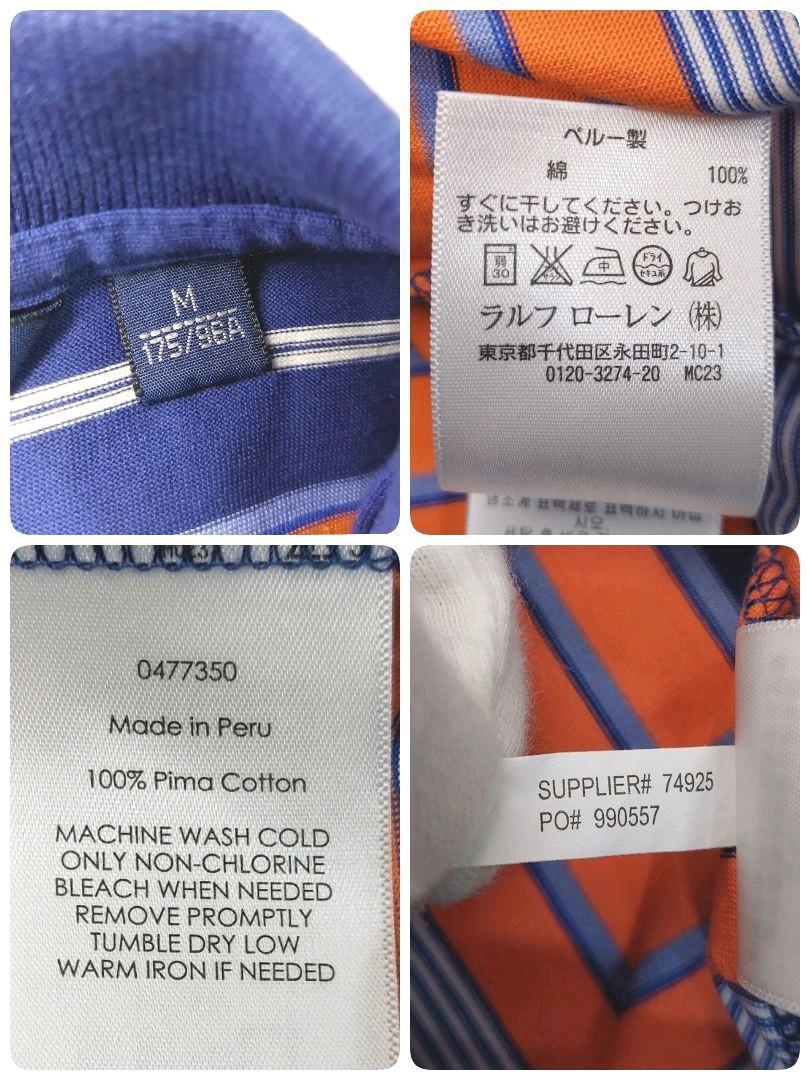 M
175/96A
ペルー製
綿 100%
すぐに干してください。つけお
き洗いはお避けください。
弱
30
中
ドライ
セキユ系
ラルフ ローレン (株)
東京都千代田区永田町2-10-1
0120-3274-20 MC23
0477350
Made in Peru
100% Pima Cotton
MACHINE WASH COLD
ONLY NON-CHLORINE
BLEACH WHEN NEEDED
REMOVE PROMPTLY
TUMBLE DRY LOW
WARM IRON IF NEEDED
SUPPLIER# 74925
PO# 990557